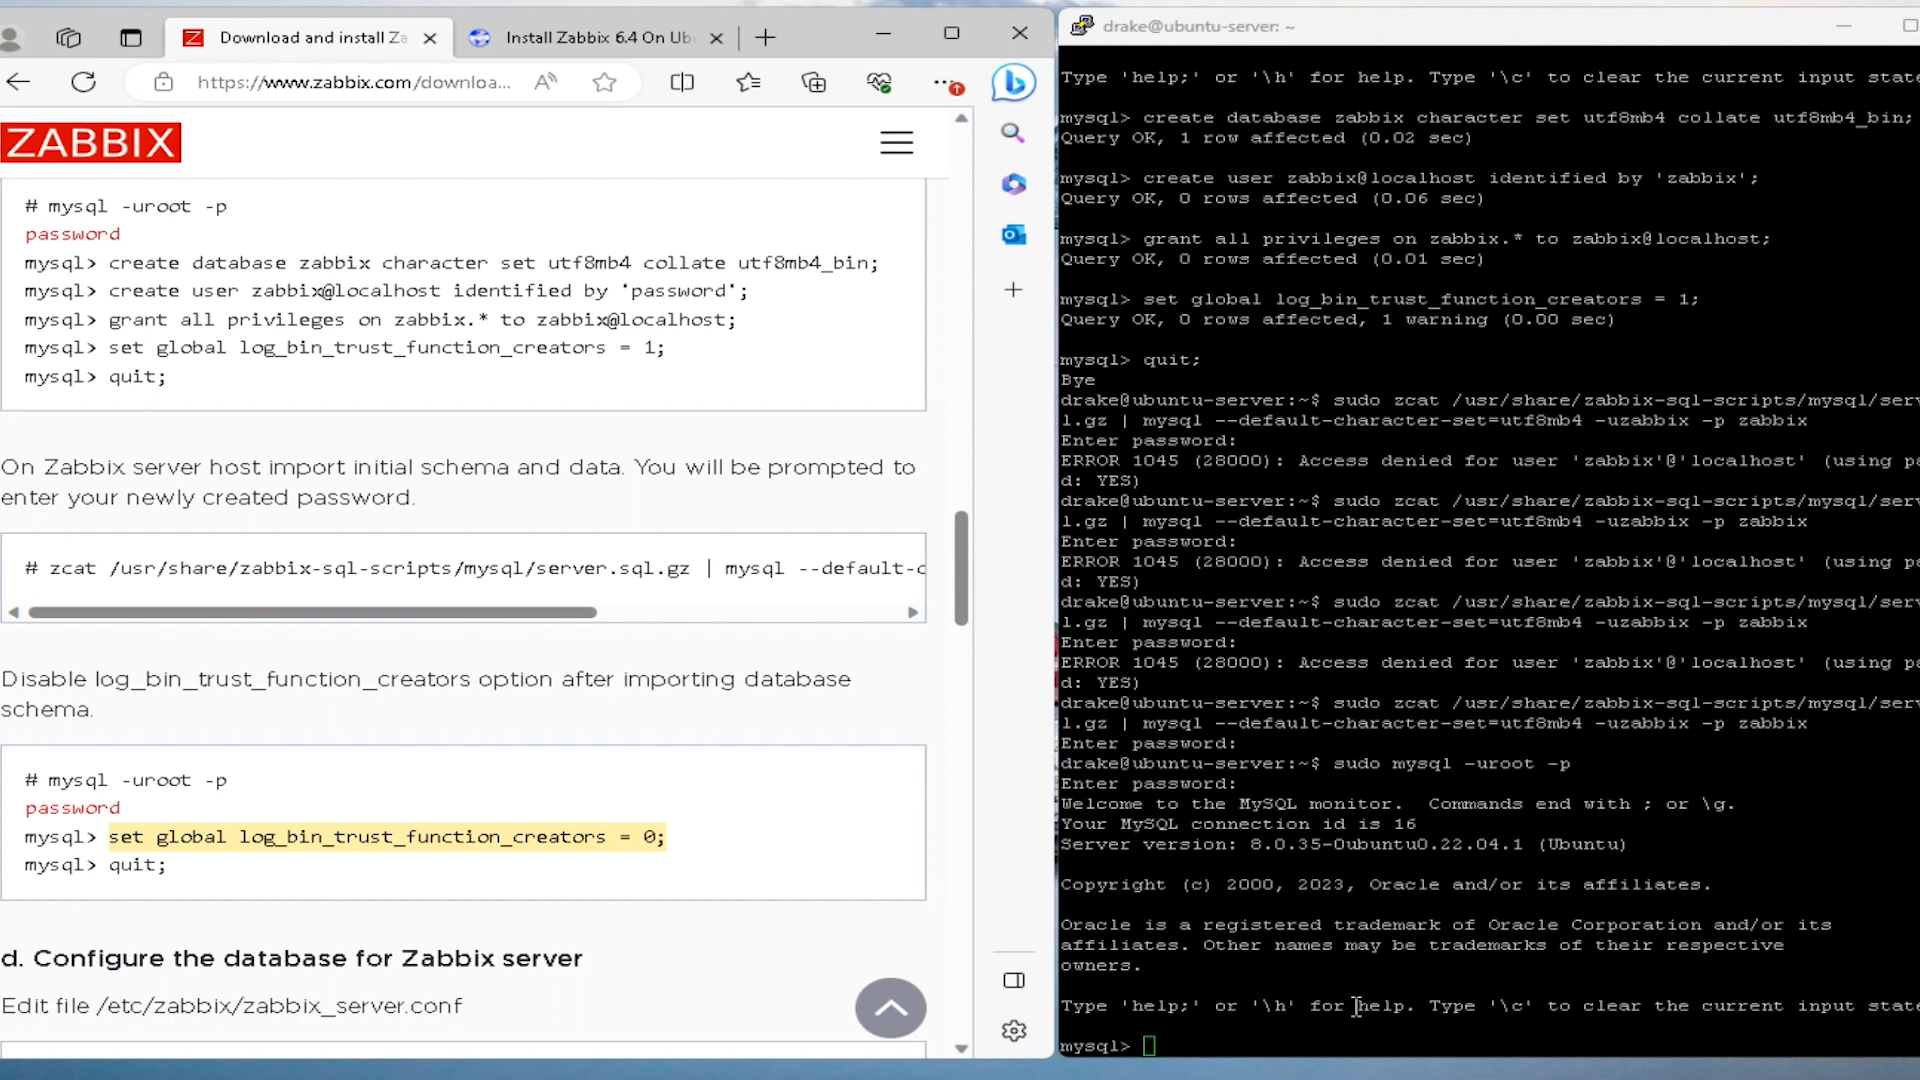 Download and install Za
Install Zabbix 6.4 On Ub
https://www.zabbix.com/downloa...
ZABBIX
# mysql -uroot -p
password
mysql> create database zabbix character set utf8mb4 collate utf8mb4_bin;
mysql> create user zabbix@localhost identified by 'password';
mysql> grant all privileges on zabbix.* to zabbix@localhost;
mysql> set global log_bin_trust_function_creators = 1;
mysql> quit;
On Zabbix server host import initial schema and data. You will be prompted to
enter your newly created password.
# zcat /usr/share/zabbix-sql-scripts/mysql/server.sql.gz | mysql --default-c
Disable log_bin_trust_function_creators option after importing database
schema.
# mysql -uroot -p
password
mysql> set global log_bin_trust_function_creators = 0;
mysql> quit;
d. Configure the database for Zabbix server
Edit file /etc/zabbix/zabbix_server.conf
drake@ubuntu-server: ~
Type 'help;' or '\h' for help. Type '\c' to clear the current input state
mysql> create database zabbix character set utf8mb4 collate utf8mb4_bin;
Query OK, 1 row affected (0.02 sec)
mysql> create user zabbix@localhost identified by 'zabbix';
Query OK, 0 rows affected (0.06 sec)
mysql> grant all privileges on zabbix.* to zabbix@localhost;
Query OK, 0 rows affected (0.01 sec)
mysql> set global log_bin_trust_function_creators = 1;
Query OK, 0 rows affected, 1 warning (0.00 sec)
mysql> quit;
Bye
drake@ubuntu-server:~$ sudo zcat /usr/share/zabbix-sql-scripts/mysql/serv
l.gz | mysql --default-character-set=utf8mb4 -uzabbix -p zabbix
Enter password:
ERROR 1045 (28000): Access denied for user 'zabbix'@'localhost' (using pa
d: YES)
drake@ubuntu-server:~$ sudo zcat /usr/share/zabbix-sql-scripts/mysql/serv
l.gz | mysql --default-character-set=utf8mb4 -uzabbix -p zabbix
Enter password:
ERROR 1045 (28000): Access denied for user 'zabbix'@'localhost' (using pa
d: YES)
drake@ubuntu-server:~$ sudo zcat /usr/share/zabbix-sql-scripts/mysql/serv
l.gz | mysql --default-character-set=utf8mb4 -uzabbix -p zabbix
Enter password:
ERROR 1045 (28000): Access denied for user 'zabbix'@'localhost' (using pa
d: YES)
drake@ubuntu-server:~$ sudo zcat /usr/share/zabbix-sql-scripts/mysql/serv
l.gz | mysql --default-character-set=utf8mb4 -uzabbix -p zabbix
Enter password:
drake@ubuntu-server:~$ sudo mysql -uroot -p
Enter password:
Welcome to the MySQL monitor.  Commands end with ; or \g.
Your MySQL connection id is 16
Server version: 8.0.35-0ubuntu0.22.04.1 (Ubuntu)
Copyright (c) 2000, 2023, Oracle and/or its affiliates.
Oracle is a registered trademark of Oracle Corporation and/or its
affiliates. Other names may be trademarks of their respective
owners.
Type 'help;' or '\h' for help. Type '\c' to clear the current input state
mysql>